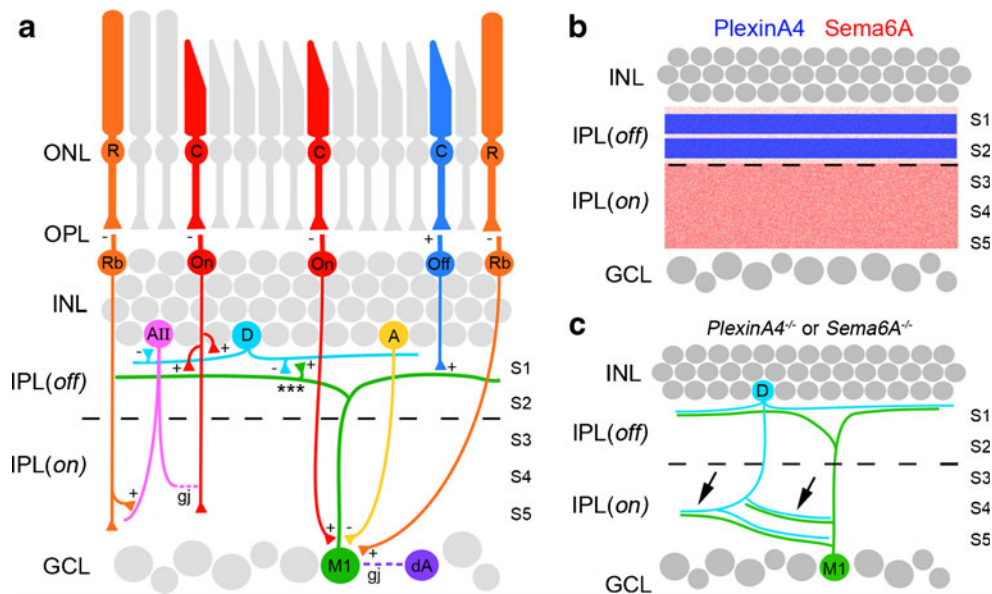 a
R
C
C
C
R
ONL
OPL
- - - + -
Rb
On
On
Off
Rb
INL
AII
D
A
- + + - + +
***
IPL(off)
S1
S2
IPL(on)
S3
S4
S5
+
gj
+ - +
GCL
M1
gj
dA
b
PlexinA4 Sema6A
INL
IPL(off)
S1
S2
IPL(on)
S3
S4
S5
GCL
c
PlexinA4-/- or Sema6A-/-
INL
D
IPL(off)
S1
S2
IPL(on)
S3
S4
S5
GCL
M1